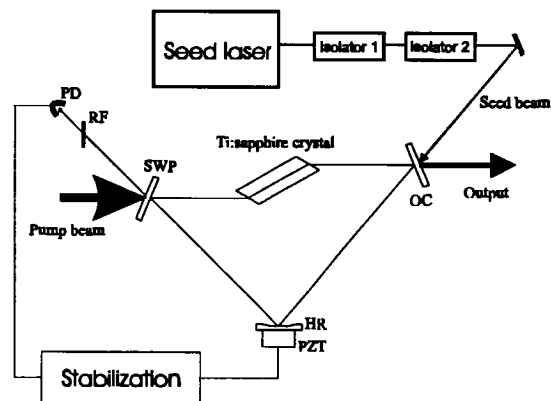 Seed laser
Isolator 1
Isolator 2
PD
RF
Seed beam
Ti:sapphire crystal
SWP
Output
OC
Pump beam
HR
PZT
Stabilization